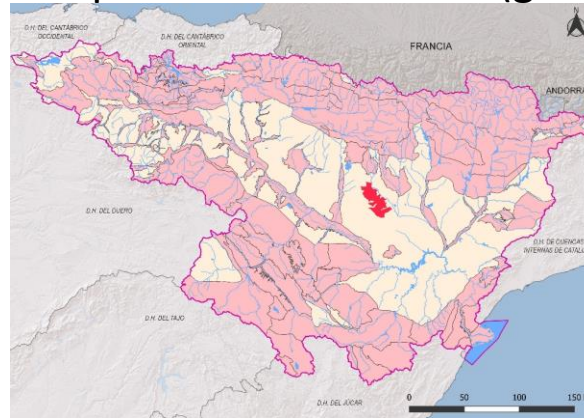 D.H. DEL CANTÁBRICO
OCCIDENTAL
D.H. DEL CANTÁBRICO
ORIENTAL
FRANCIA
ANDORRA
D.H. DEL DUERO
D.H. DE CUENCAS
INTERNAS DE CATALU
D.H. DEL TAJO
D.H. DEL JÚCAR
0 50 100 150